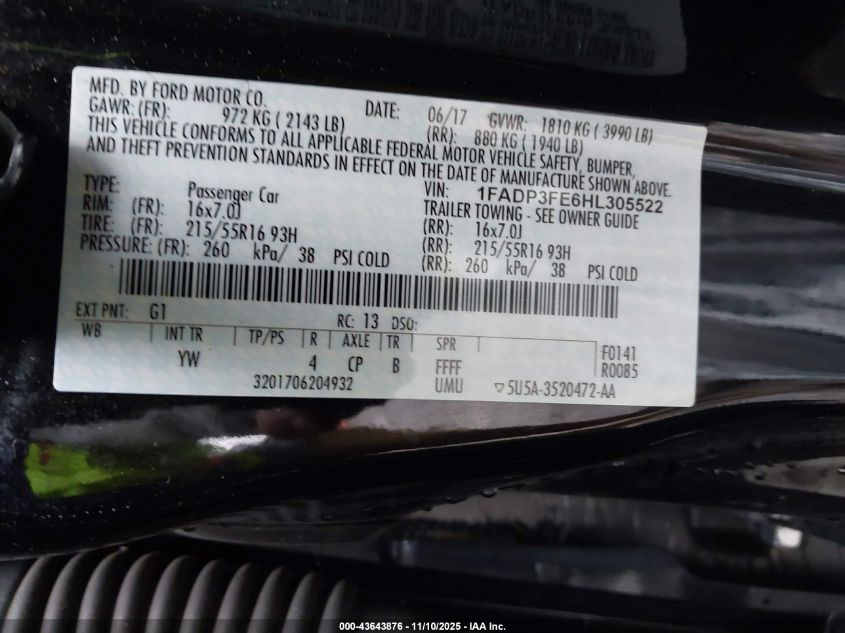 MFD. BY FORD MOTOR CO. DATE: 06/17 GVWR: 1810 KG ( 3990 LB)
GAWR: (FR): 972 KG ( 2143 LB) (RR): 880 KG ( 1940 LB)
THIS VEHICLE CONFORMS TO ALL APPLICABLE FEDERAL MOTOR VEHICLE SAFETY, BUMPER,
AND THEFT PREVENTION STANDARDS IN EFFECT ON THE DATE OF MANUFACTURE SHOWN ABOVE.
VIN: 1FADP3FE6HL305522
TYPE: Passenger Car TRAILER TOWING - SEE OWNER GUIDE
RIM: (FR): 16x7.0J (RR): 16x7.0J
TIRE: (FR): 215/55R16 93H (RR): 215/55R16 93H
PRESSURE: (FR): 260 kPa/ 38 PSI COLD (RR): 260 kPa/ 38 PSI COLD
EXT PNT: G1 RC: 13 DSO:
WB INT TR TP/PS R AXLE TR SPR F0141
YW 4 CP B FFFF R0085
3201706204932 UMU ▽5U5A-3520472-AA
000-43643876 - 11/10/2025 - IAA Inc.